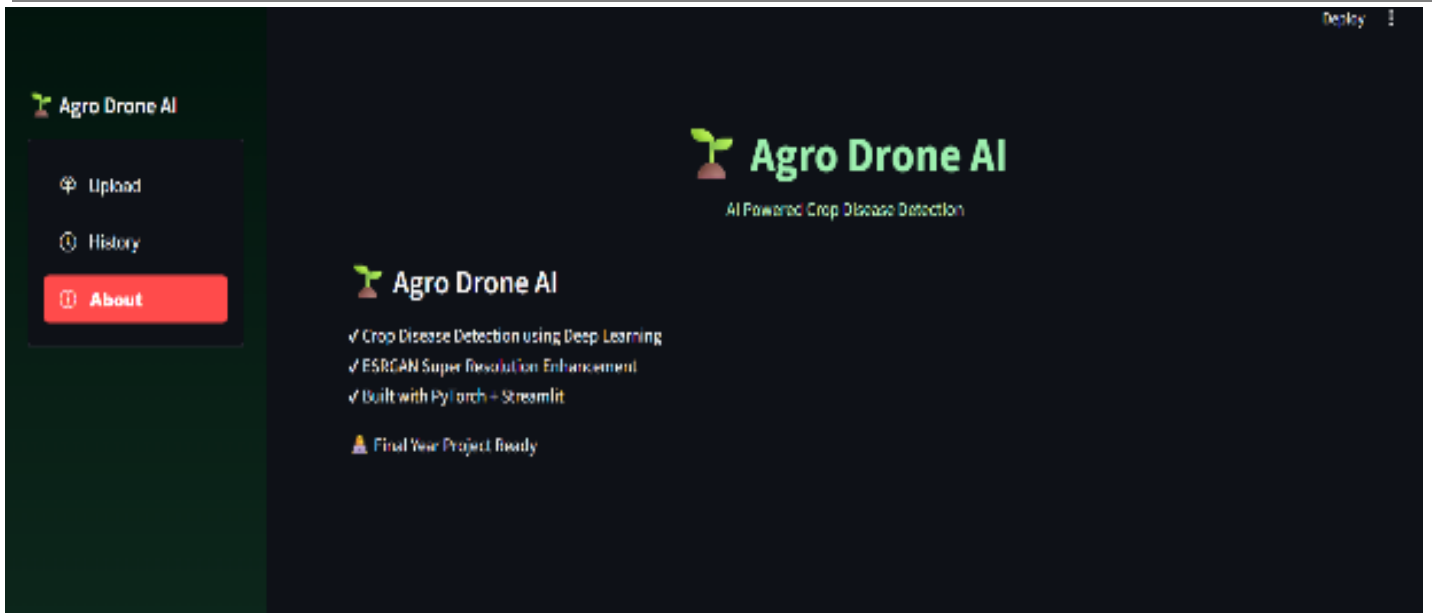 Deploy
Agro Drone AI
Upload
History
About
Agro Drone AI
AI Powered Crop Disease Detection
Agro Drone AI
✓ Crop Disease Detection using Deep Learning
✓ ESRGAN Super Resolution Enhancement
✓ Built with PyTorch + Streamlit
Final Year Project Ready